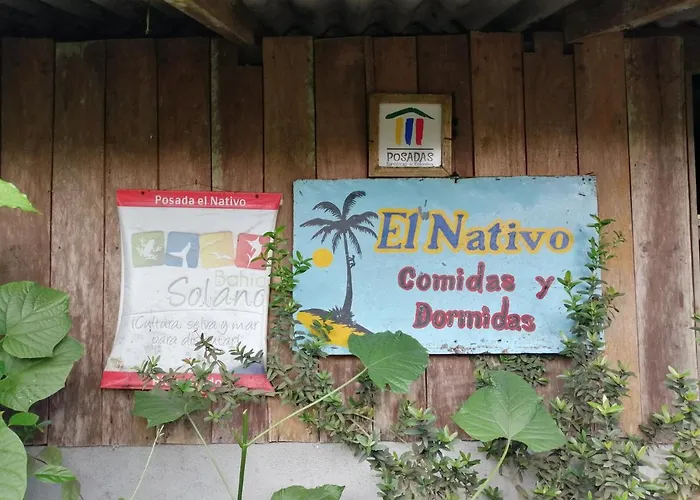 POSADAS
Posada el Nativo
Bahía
Solano
¡Cultura, selva y mar
El Nativo
Comidas y
Dormidas